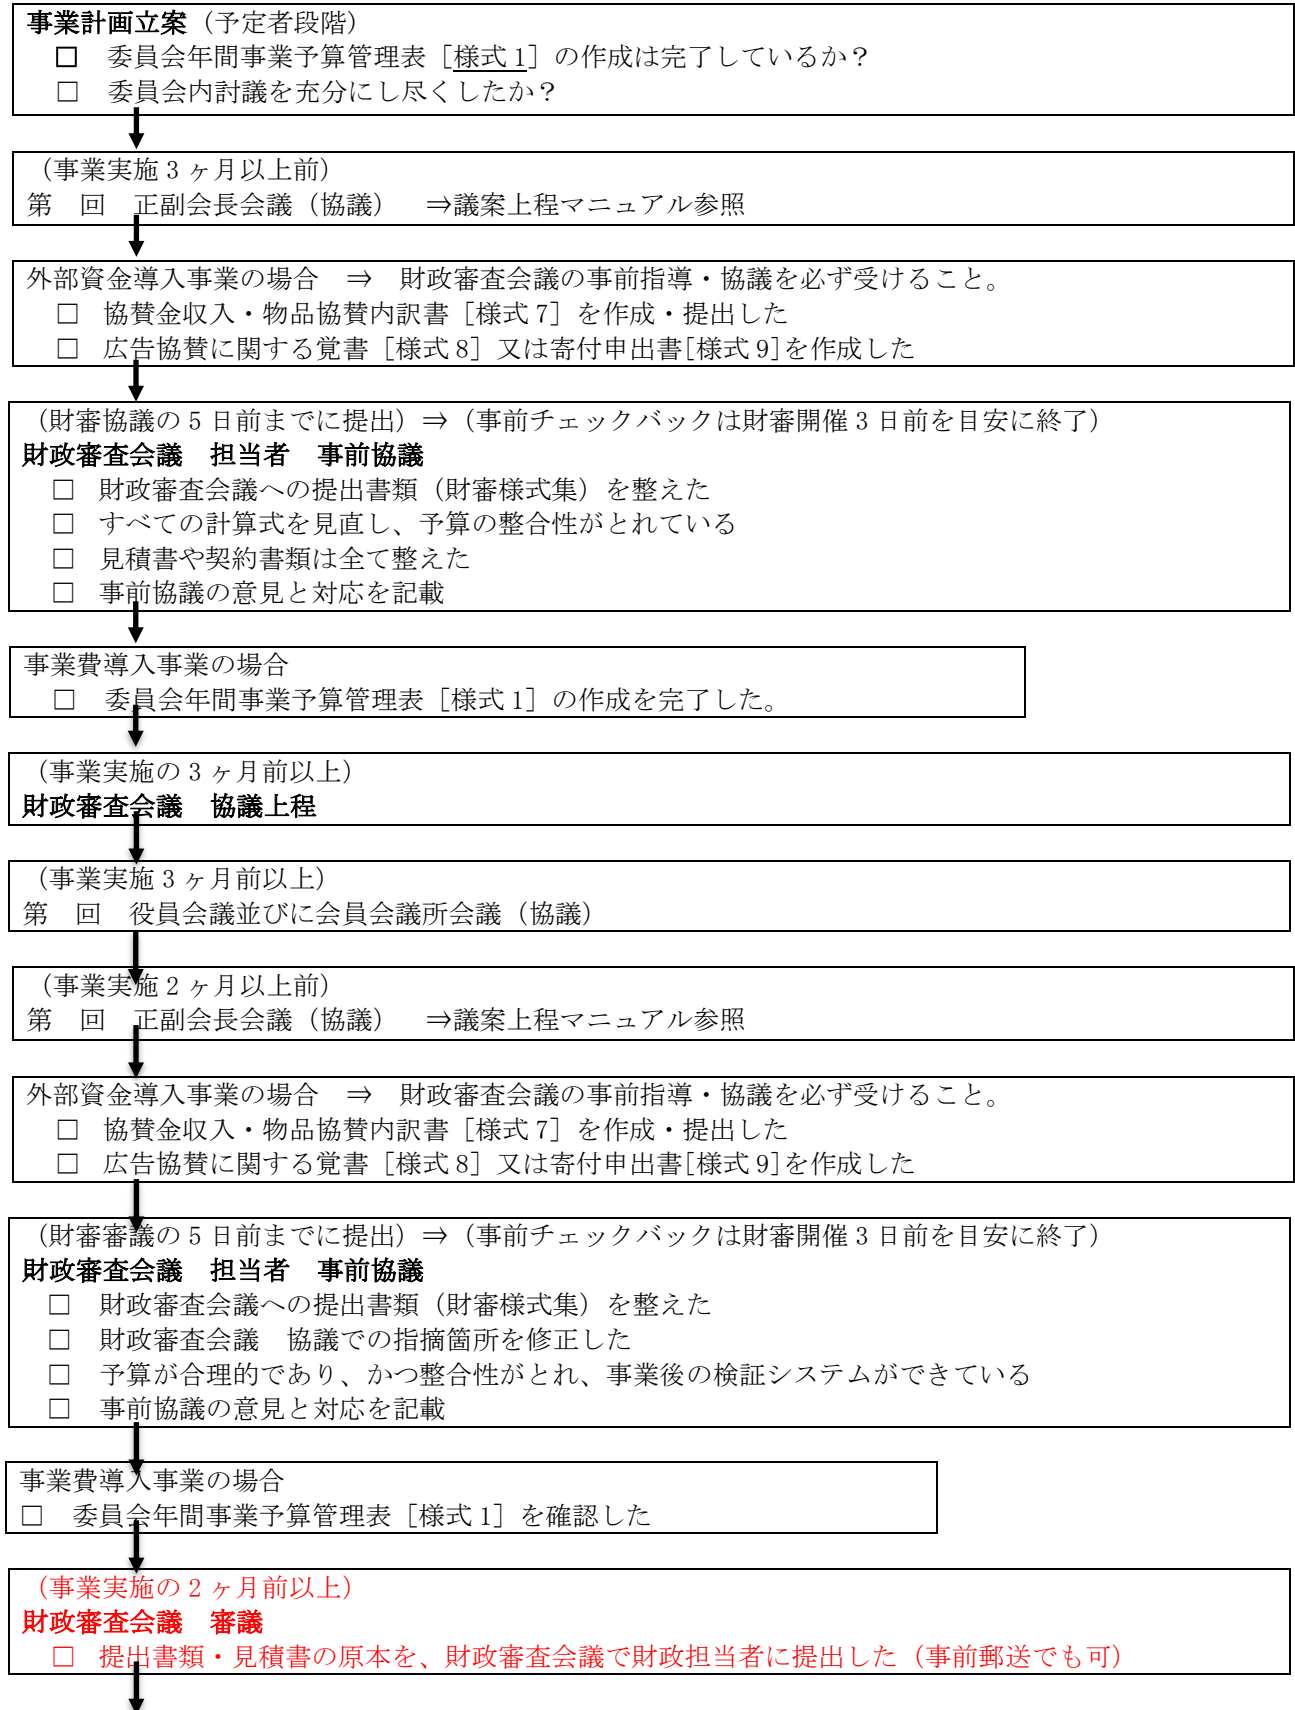 事業計画立案（予定者段階）
□　委員会年間事業予算管理表［様式1］の作成は完了しているか？
□　委員会内討議を充分にし尽くしたか？
（事業実施3ヶ月以上前）
第　回　正副会長会議（協議）　⇒議案上程マニュアル参照
外部資金導入事業の場合　⇒　財政審査会議の事前指導・協議を必ず受けること。
□　協賛金収入・物品協賛内訳書［様式7］を作成・提出した
□　広告協賛に関する覚書［様式8］又は寄付申出書[様式9]を作成した
（財審協議の5日前までに提出）⇒（事前チェックバックは財審開催3日前を目安に終了）
財政審査会議　担当者　事前協議
□　財政審査会議への提出書類（財審様式集）を整えた
□　すべての計算式を見直し、予算の整合性がとれている
□　見積書や契約書類は全て整えた
□　事前協議の意見と対応を記載
事業費導入事業の場合
□　委員会年間事業予算管理表［様式1］の作成を完了した。
（事業実施の3ヶ月前以上）
財政審査会議　協議上程
（事業実施3ヶ月前以上）
第　回　役員会議並びに会員会議所会議（協議）
（事業実施2ヶ月以上前）
第　回　正副会長会議（協議）　⇒議案上程マニュアル参照
外部資金導入事業の場合　⇒　財政審査会議の事前指導・協議を必ず受けること。
□　協賛金収入・物品協賛内訳書［様式7］を作成・提出した
□　広告協賛に関する覚書［様式8］又は寄付申出書[様式9]を作成した
（財審審議の5日前までに提出）⇒（事前チェックバックは財審開催3日前を目安に終了）
財政審査会議　担当者　事前協議
□　財政審査会議への提出書類（財審様式集）を整えた
□　財政審査会議　協議での指摘箇所を修正した
□　予算が合理的であり、かつ整合性がとれ、事業後の検証システムができている
□　事前協議の意見と対応を記載
事業費導入事業の場合
□　委員会年間事業予算管理表［様式1］を確認した
（事業実施の2ヶ月前以上）
財政審査会議　審議
□　提出書類・見積書の原本を、財政審査会議で財政担当者に提出した（事前郵送でも可）